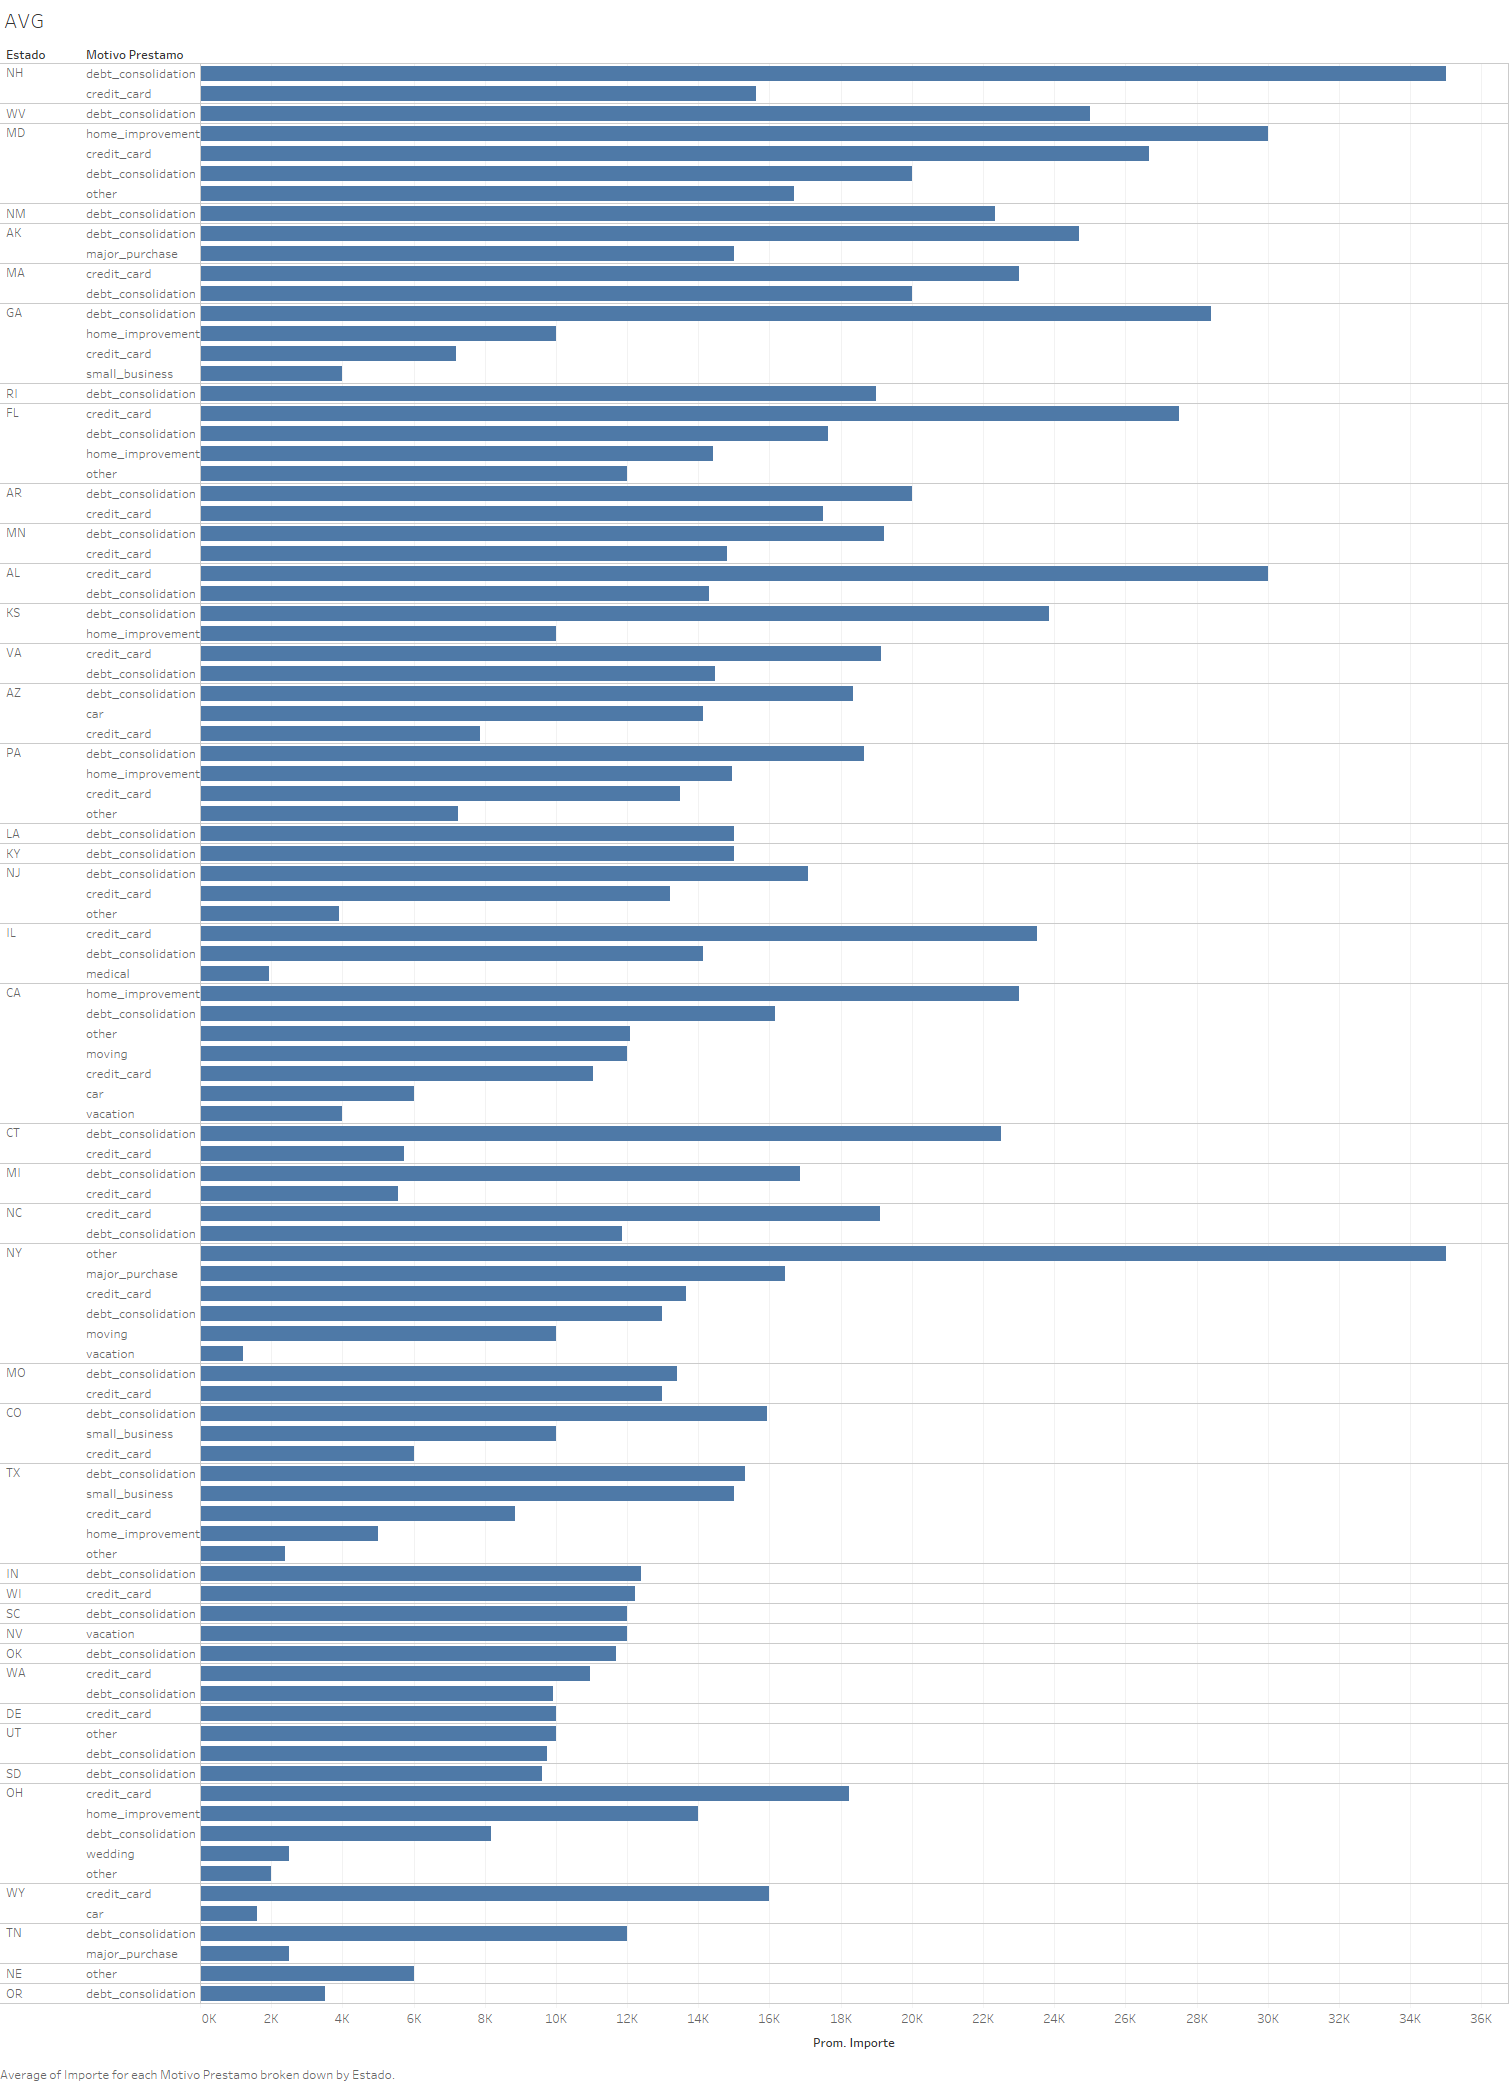 AVG
Estado Motivo Prestamo
NH debt_consolidation
credit_card
WV debt_consolidation
MD home_improvement
credit_card
debt_consolidation
other
NM debt_consolidation
AK debt_consolidation
major_purchase
MA credit_card
debt_consolidation
GA debt_consolidation
home_improvement
credit_card
small_business
RI debt_consolidation
FL credit_card
debt_consolidation
home_improvement
other
AR debt_consolidation
credit_card
MN debt_consolidation
credit_card
AL credit_card
debt_consolidation
KS debt_consolidation
home_improvement
VA credit_card
debt_consolidation
AZ debt_consolidation
car
credit_card
PA debt_consolidation
home_improvement
credit_card
other
LA debt_consolidation
KY debt_consolidation
NJ debt_consolidation
credit_card
other
IL credit_card
debt_consolidation
medical
CA home_improvement
debt_consolidation
other
moving
credit_card
car
vacation
CT debt_consolidation
credit_card
MI debt_consolidation
credit_card
NC credit_card
debt_consolidation
NY other
major_purchase
credit_card
debt_consolidation
moving
vacation
MO debt_consolidation
credit_card
CO debt_consolidation
small_business
credit_card
TX debt_consolidation
small_business
credit_card
home_improvement
other
IN debt_consolidation
WI credit_card
SC debt_consolidation
NV vacation
OK debt_consolidation
WA credit_card
debt_consolidation
DE credit_card
UT other
debt_consolidation
SD debt_consolidation
OH credit_card
home_improvement
debt_consolidation
wedding
other
WY credit_card
car
TN debt_consolidation
major_purchase
NE other
OR debt_consolidation
0K 2K 4K 6K 8K 10K 12K 14K 16K 18K 20K 22K 24K 26K 28K 30K 32K 34K 36K
Prom. Importe
Average of Importe for each Motivo Prestamo broken down by Estado.